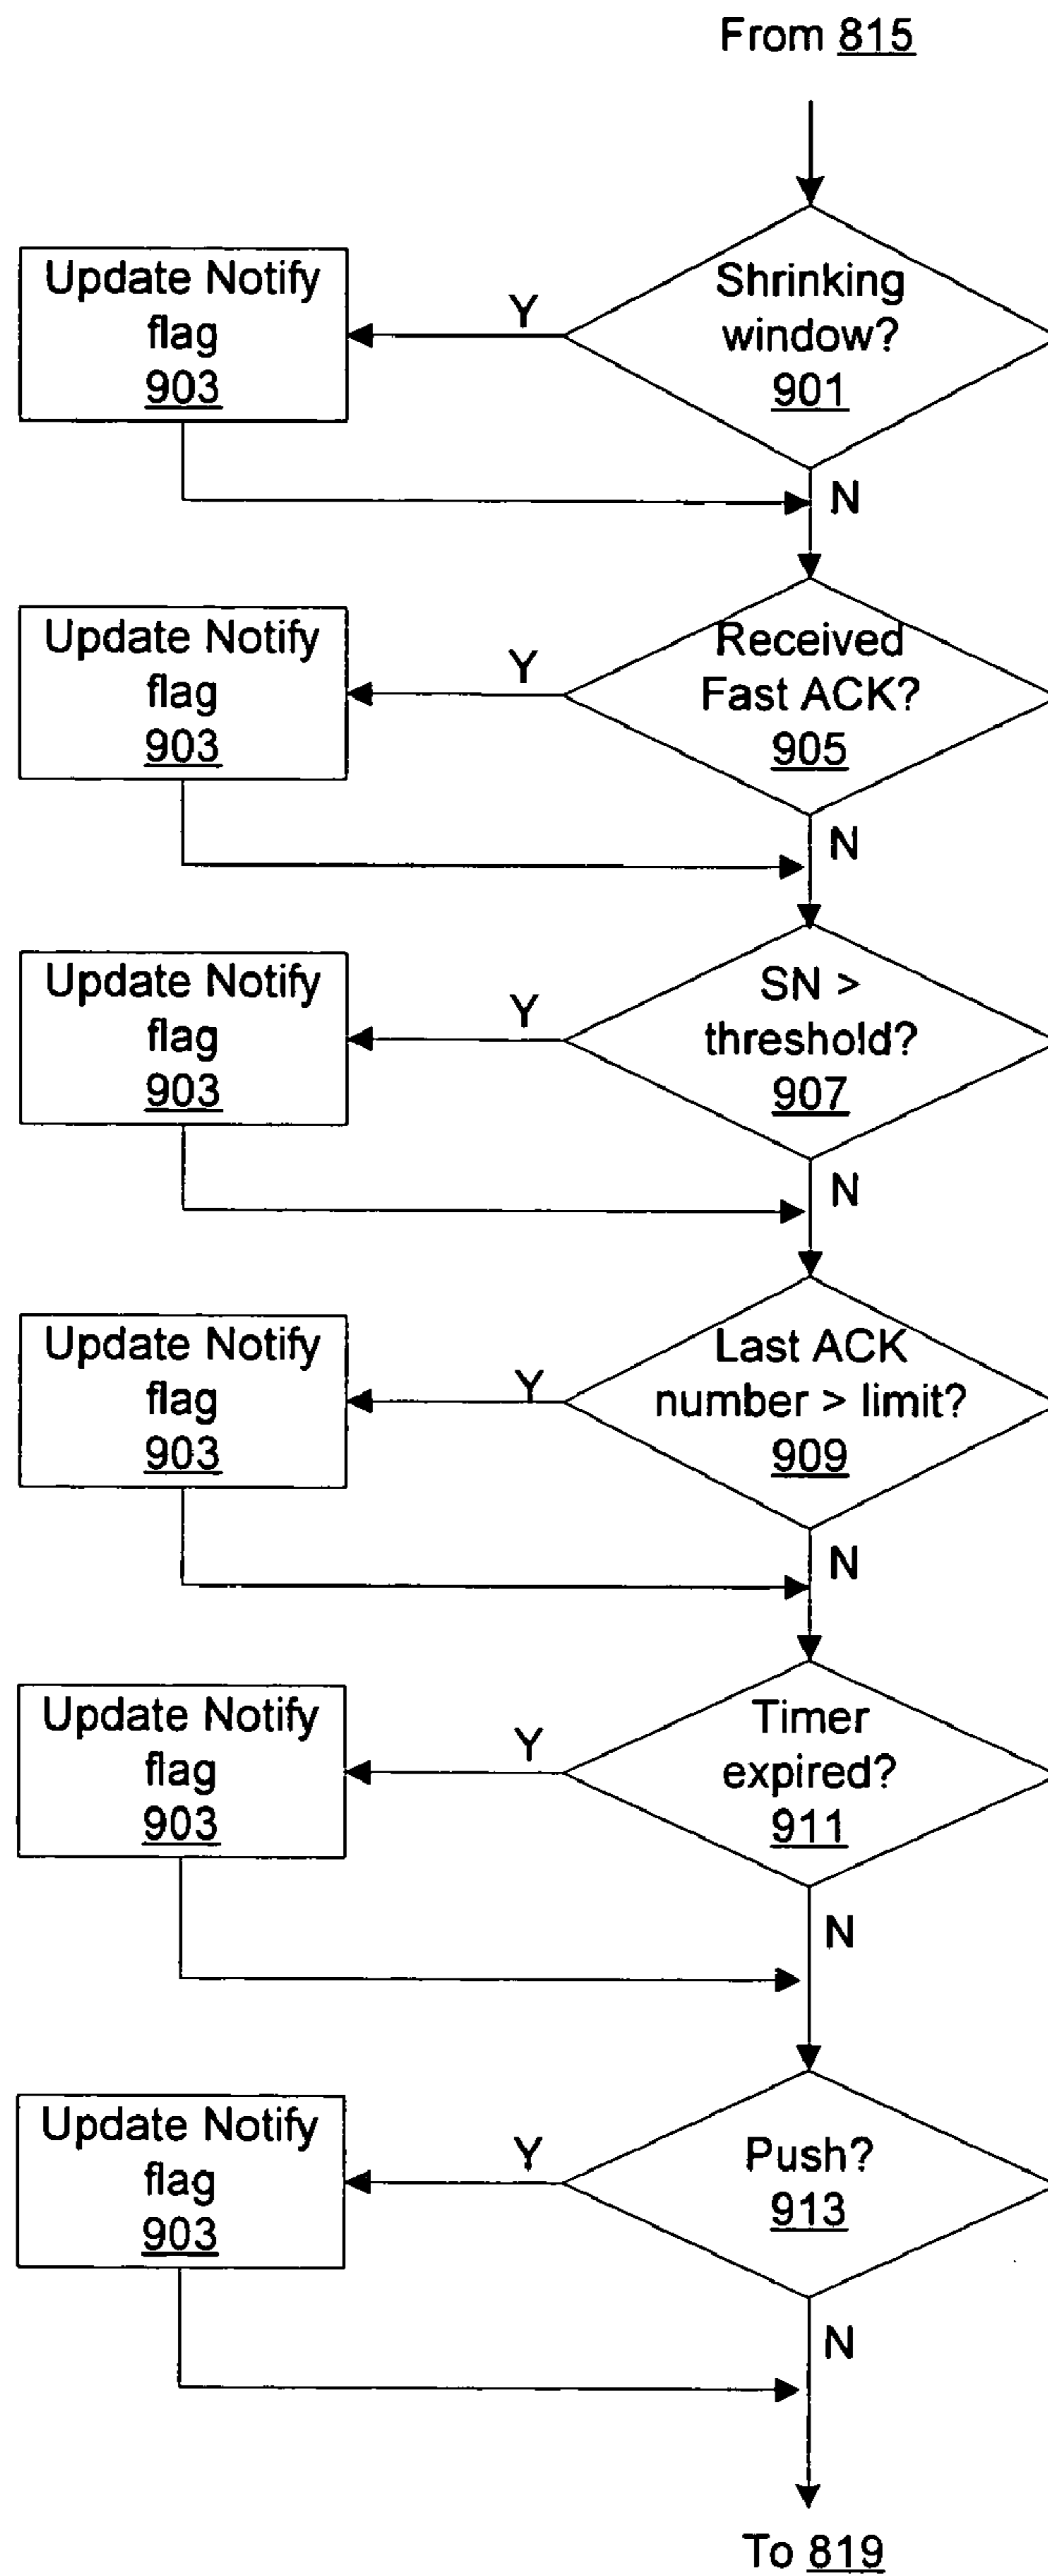 From 815
Shrinking
window?
901
Y
Update Notify
flag
903
N
Received
Fast ACK?
905
Y
Update Notify
flag
903
N
SN >
threshold?
907
Y
Update Notify
flag
903
N
Last ACK
number > limit?
909
Y
Update Notify
flag
903
N
Timer
expired?
911
Y
Update Notify
flag
903
N
Push?
913
Y
Update Notify
flag
903
N
To 819